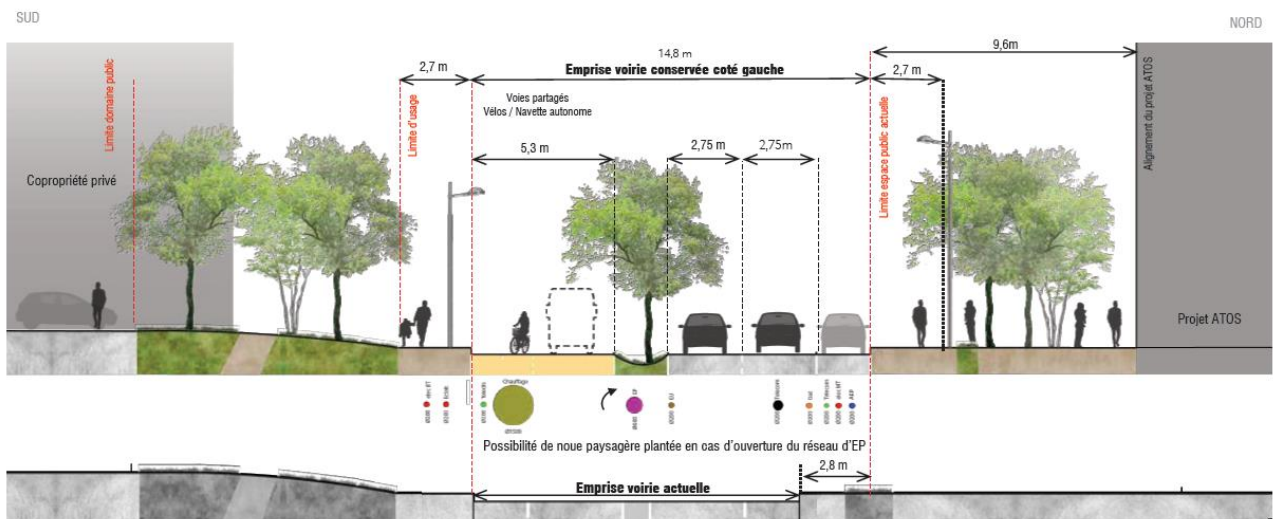 SUD
NORD
14,8 m
9,6m
2,7 m
Emprise voirie conservée coté gauche
2,7 m
Limite domaine public
Limite d'usage
Voies partagés
Vélos / Navette autonome
Limite espace public actuelle
Alignement du projet ATOS
5,3 m
2,75 m
2,75m
Copropriété privé
Projet ATOS
Chauffage
Possibilité de noue paysagère plantée en cas d'ouverture du réseau d'EP
2,8 m
Emprise voirie actuelle